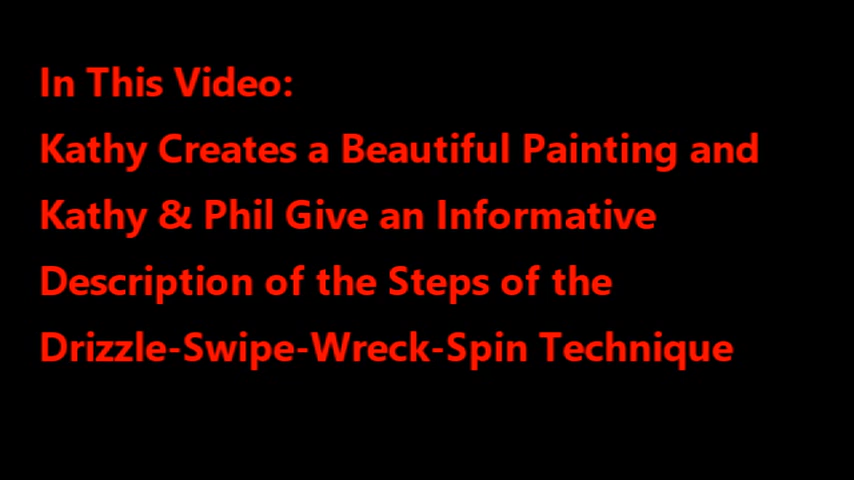 In This Video:
Kathy Creates a Beautiful Painting and
Kathy & Phil Give an Informative
Description of the Steps of the
Drizzle-Swipe-Wreck-Spin Technique